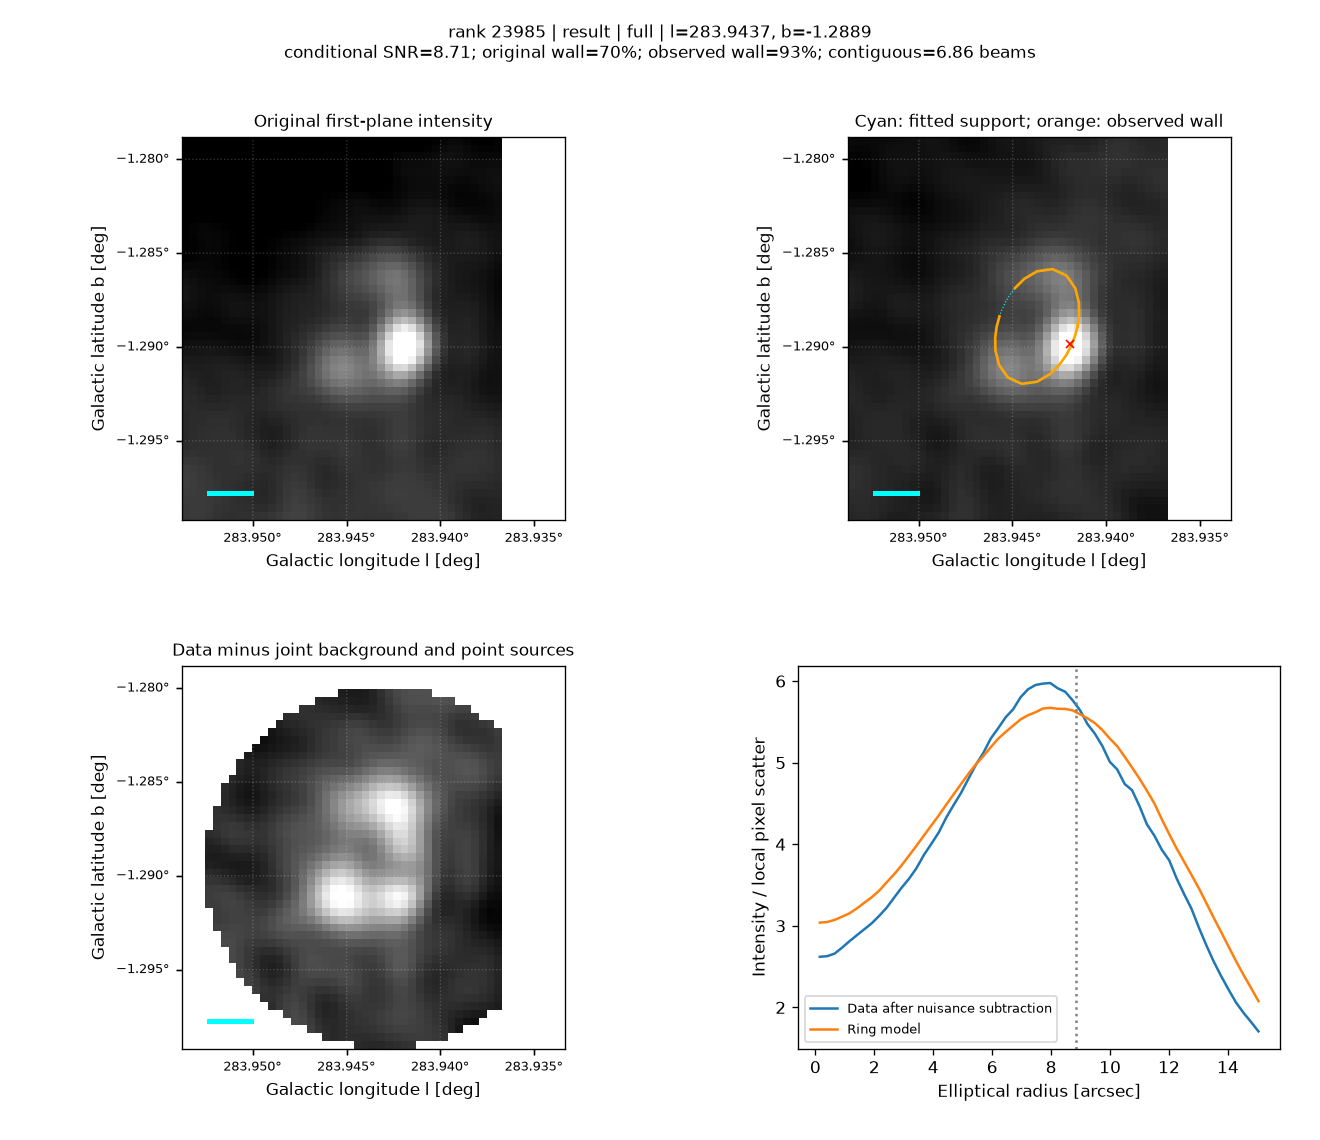 rank 23985 | result | full | l=283.9437, b=-1.2889
conditional SNR=8.71; original wall=70%; observed wall=93%; contiguous=6.86 beams
Original first-plane intensity
−1.280°
−1.285°
−1.290°
−1.295°
Galactic latitude b [deg]
283.950°
283.945°
283.940°
283.935°
Galactic longitude l [deg]
Cyan: fitted support; orange: observed wall
−1.280°
−1.285°
−1.290°
−1.295°
Galactic latitude b [deg]
283.950°
283.945°
283.940°
283.935°
Galactic longitude l [deg]
Data minus joint background and point sources
−1.280°
−1.285°
−1.290°
−1.295°
Galactic latitude b [deg]
283.950°
283.945°
283.940°
283.935°
Galactic longitude l [deg]
6
5
4
3
2
Intensity / local pixel scatter
Data after nuisance subtraction
Ring model
0
2
4
6
8
10
12
14
Elliptical radius [arcsec]